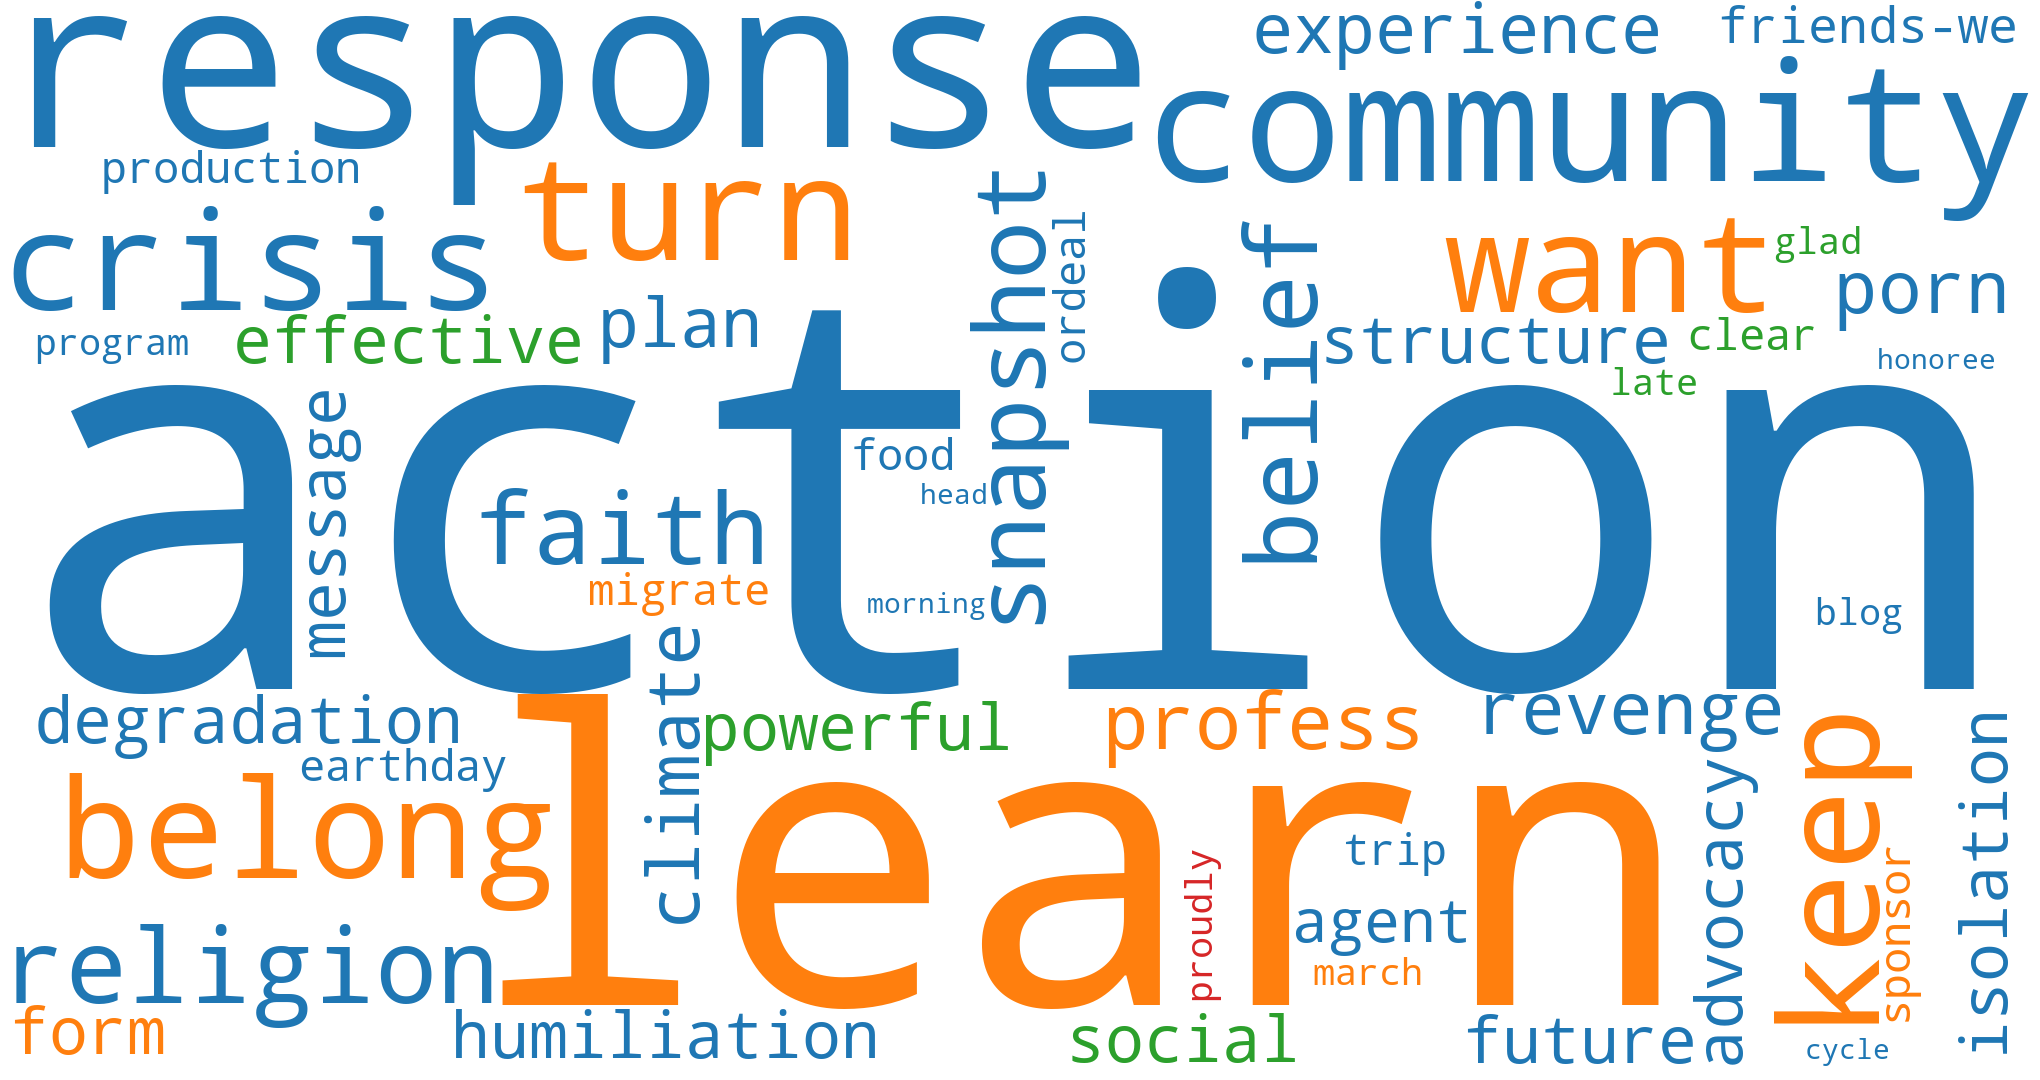 response
experience
friends-we
community
production
turn
crisis
snapshot
ordeal
belief
want
glad
porn
program
effective
plan
structure
clear
honoree
late
action
message
food
head
faith
migrate
morning
blog
degradation
climate
powerful
profess
revenge
earthday
belong
learn
advocacy
keep
isolation
trip
proudly
agent
sponsor
religion
march
form
humiliation
social
future
cycle